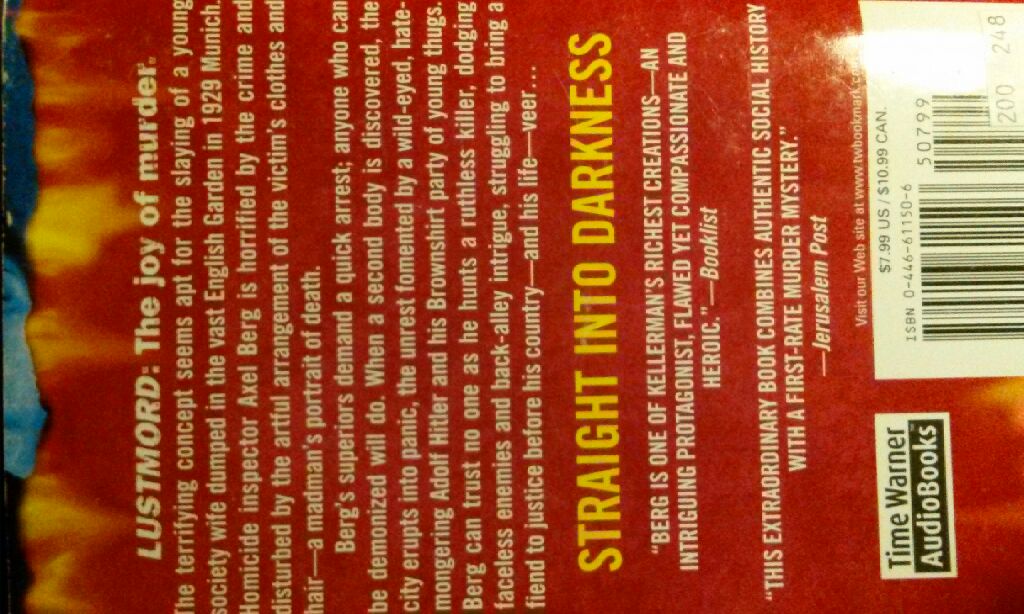 LUSTMORD: The joy of murder.
The terrifying concept seems apt for the slaying of a young
society wife dumped in the vast English Garden in 1929 Munich.
Homicide inspector Axel Berg is horrified by the crime and
disturbed by the artful arrangement of the victim's clothes and
hair—a madman's portrait of death.
Berg's superiors demand a quick arrest; anyone who can
be demonized will do. When a second body is discovered, the
city erupts into panic, the unrest fomented by a wild-eyed, hate-
mongering Adolf Hitler and his Brownshirt party of young thugs.
Berg can trust no one as he hunts a ruthless killer, dodging
faceless enemies and back-alley intrigue, struggling to bring a
fiend to justice before his country—and his life—veer...
STRAIGHT INTO DARKNESS
"BERG IS ONE OF KELLERMAN'S RICHEST CREATIONS—AN
INTRIGUING PROTAGONIST, FLAWED YET COMPASSIONATE AND
HEROIC."—Booklist
"THIS EXTRAORDINARY BOOK COMBINES AUTHENTIC SOCIAL HISTORY
WITH A FIRST-RATE MURDER MYSTERY."
—Jerusalem Post
Visit our Web site at www.twbookmark.co
$7.99 US / $10.99 CAN.
ISBN 0-446-61150-6
50799
200 248
Time Warner
AudioBooks